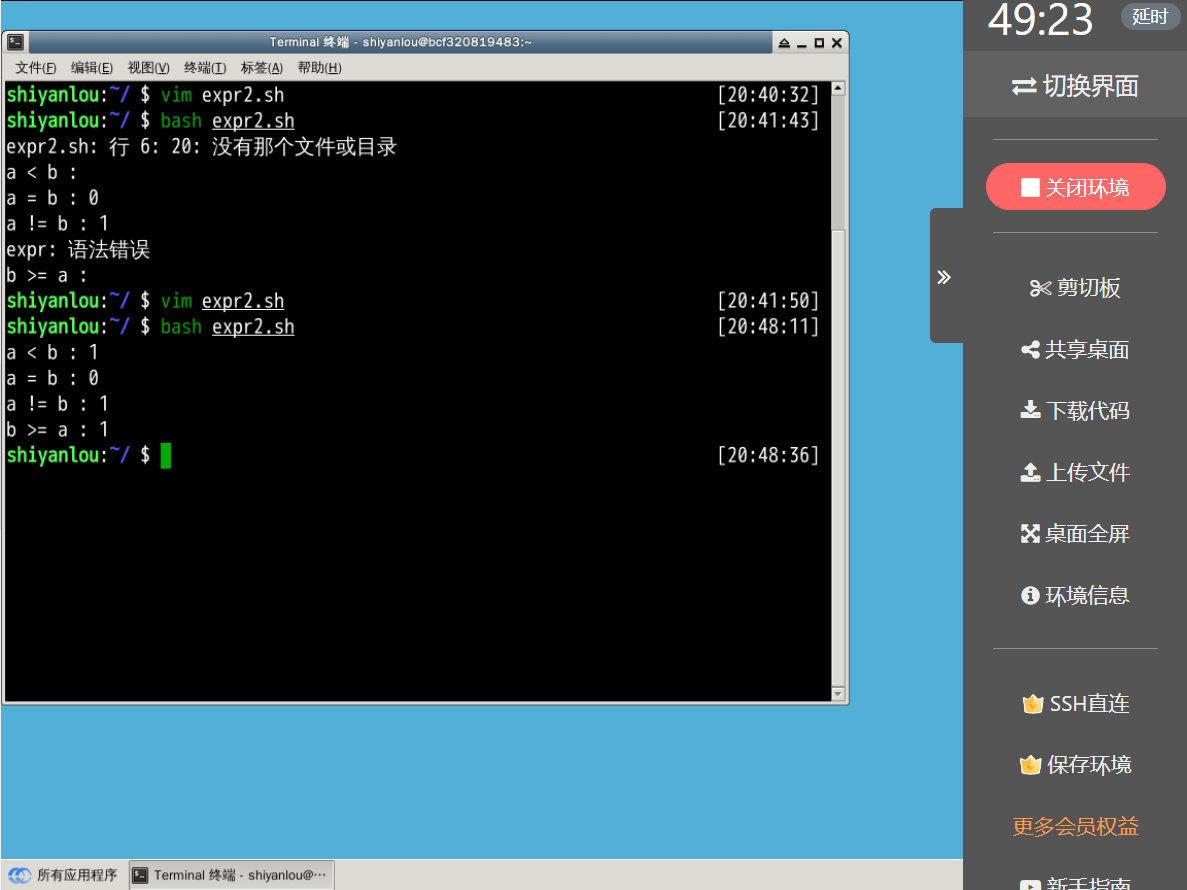 Terminal 终端 - shiyanlou@bcf320819483:~
文件(F) 编辑(E) 视图(V) 终端(T) 标签(A) 帮助(H)
shiyanlou:~/ $ vim expr2.sh [20:40:32]
shiyanlou:~/ $ bash expr2.sh [20:41:43]
expr2.sh: 行 6: 20: 没有那个文件或目录
a < b :
a = b : 0
a != b : 1
expr: 语法错误
b >= a :
shiyanlou:~/ $ vim expr2.sh [20:41:50]
shiyanlou:~/ $ bash expr2.sh [20:48:11]
a < b : 1
a = b : 0
a != b : 1
b >= a : 1
shiyanlou:~/ $ [20:48:36]
所有应用程序 Terminal 终端 - shiyanlou@···
49:23 延时
切换界面
关闭环境
剪切板
共享桌面
下载代码
上传文件
桌面全屏
环境信息
SSH直连
保存环境
更多会员权益
新手指南